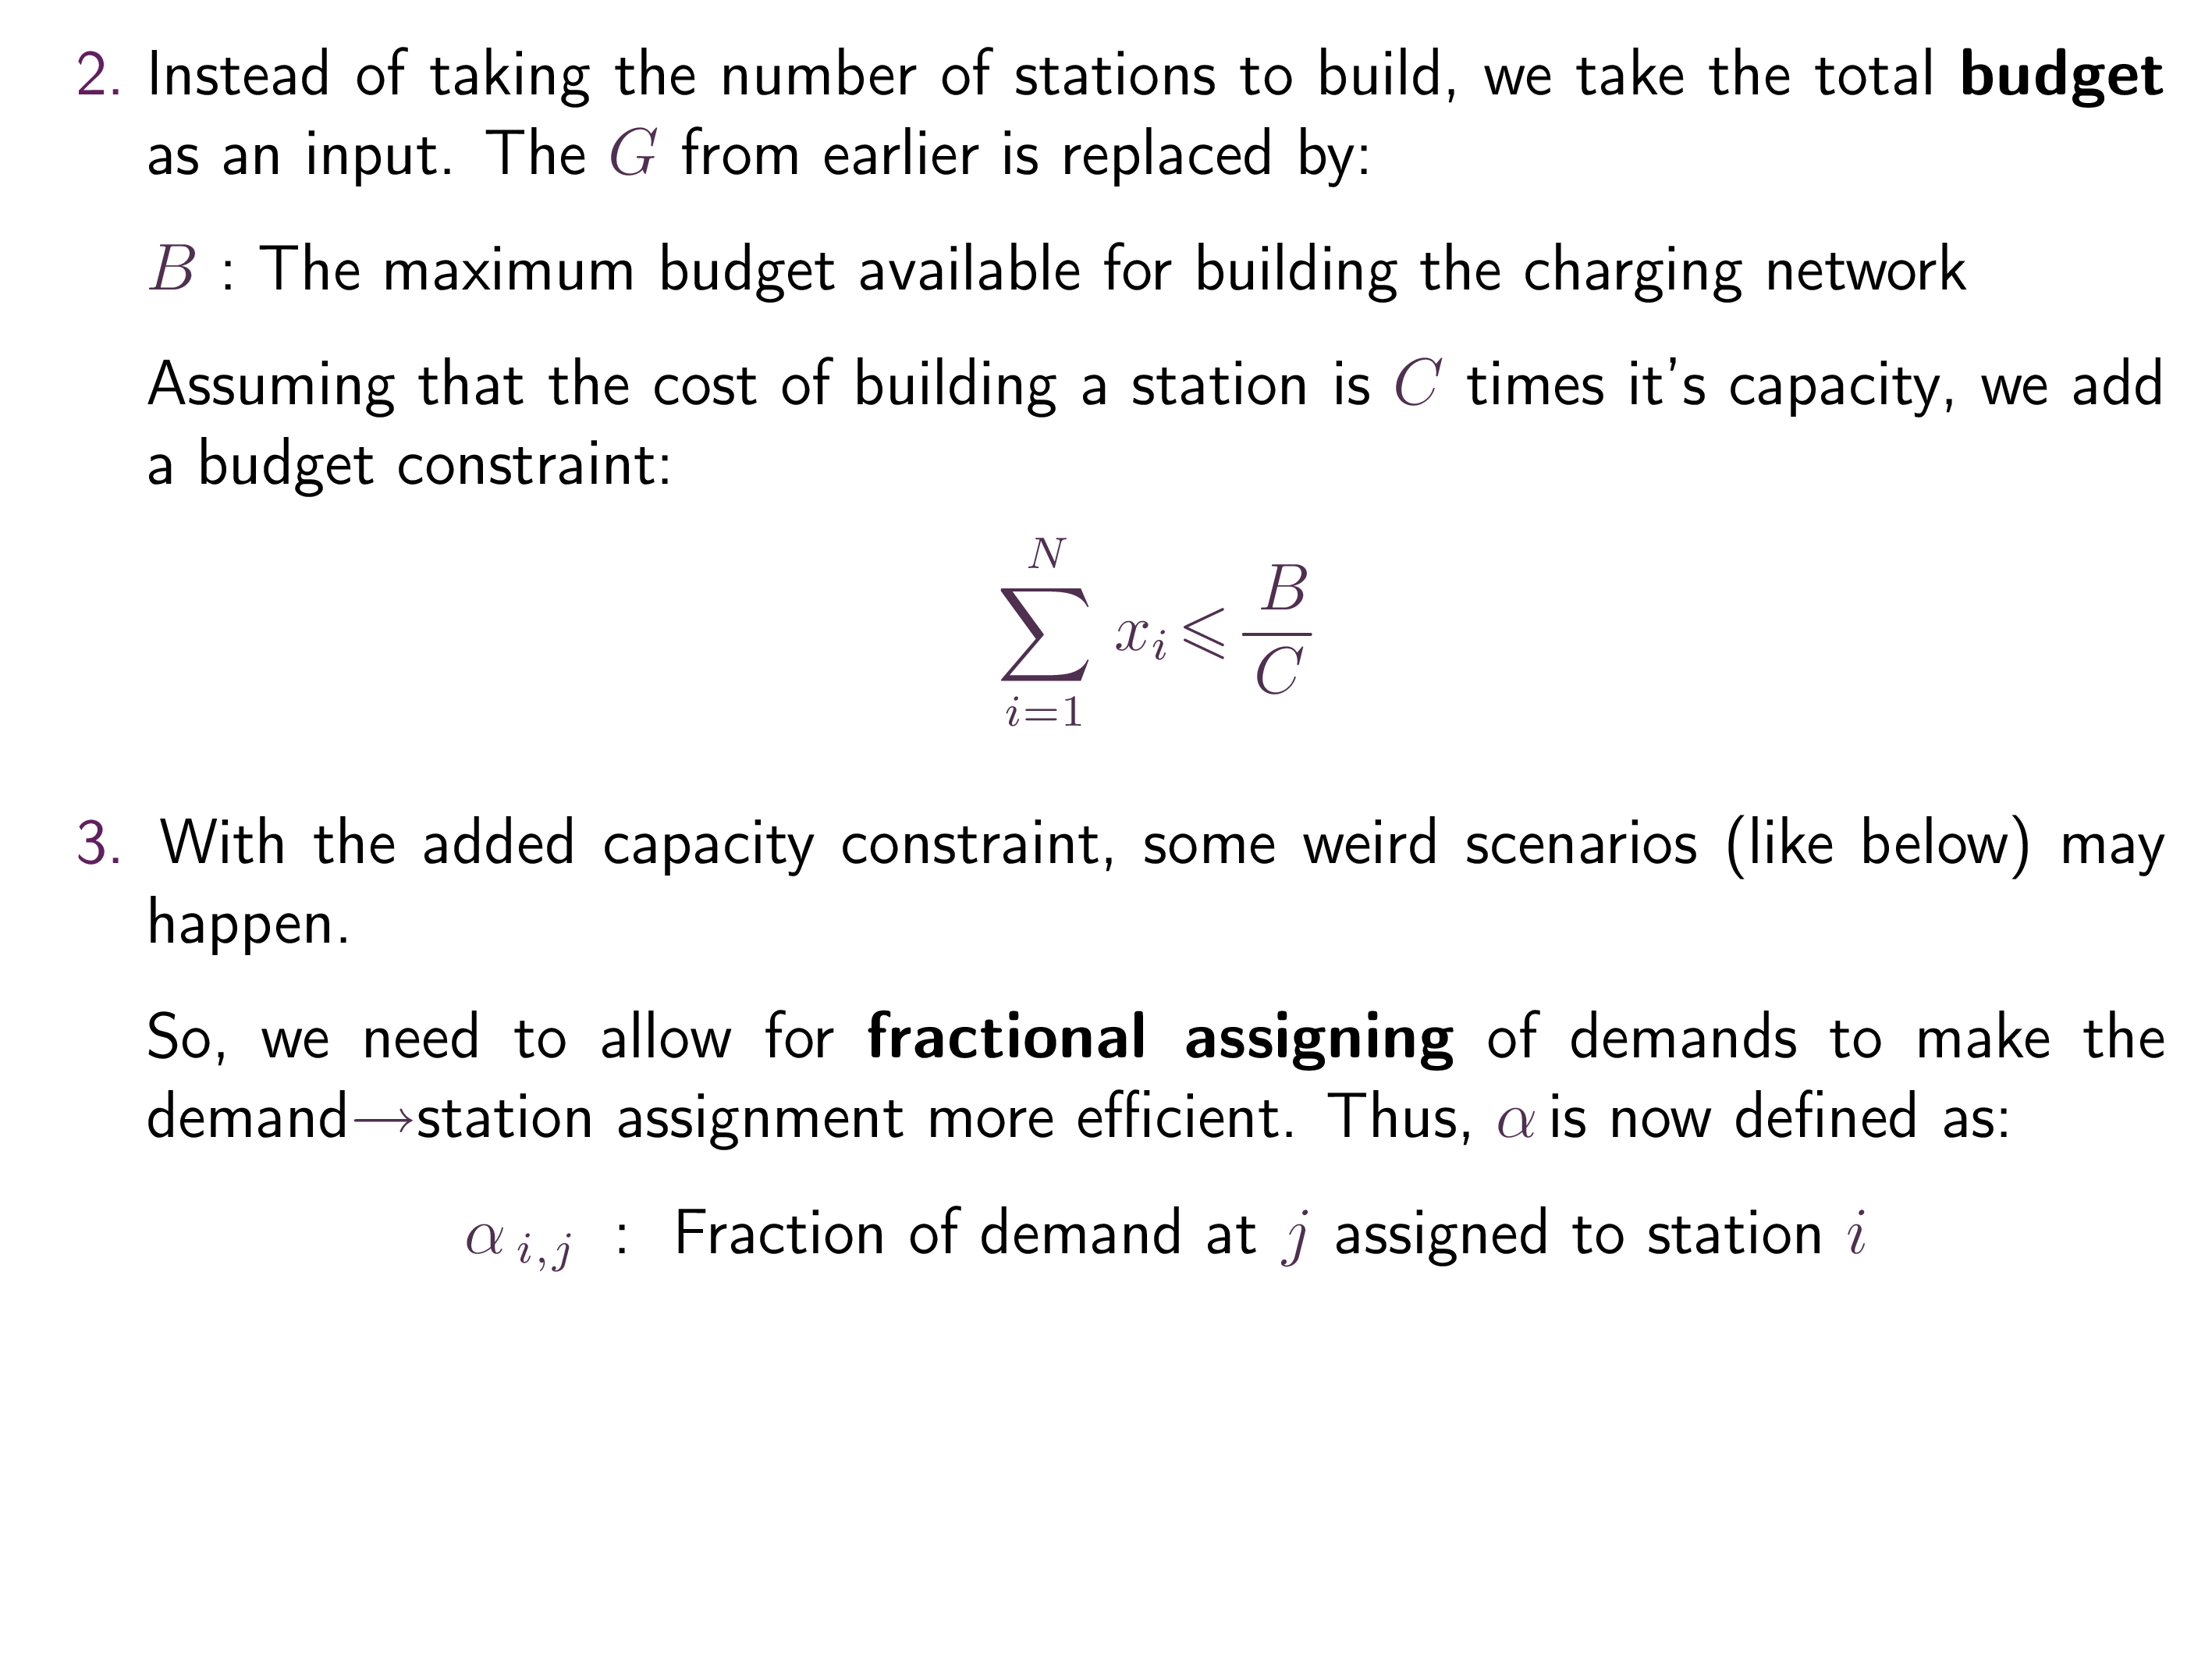 2. Instead of taking the number of stations to build, we take the total budget
as an input. The G from earlier is replaced by:
B : The maximum budget available for building the charging network
Assuming that the cost of building a station is C times it's capacity, we add
a budget constraint:
\sum_{i=1}^{N} x_i ⩽ \frac{B}{C}
3. With the added capacity constraint, some weird scenarios (like below) may
happen.
So, we need to allow for fractional assigning of demands to make the
demand→station assignment more efficient. Thus, α is now defined as:
α_{i,j} : Fraction of demand at j assigned to station i